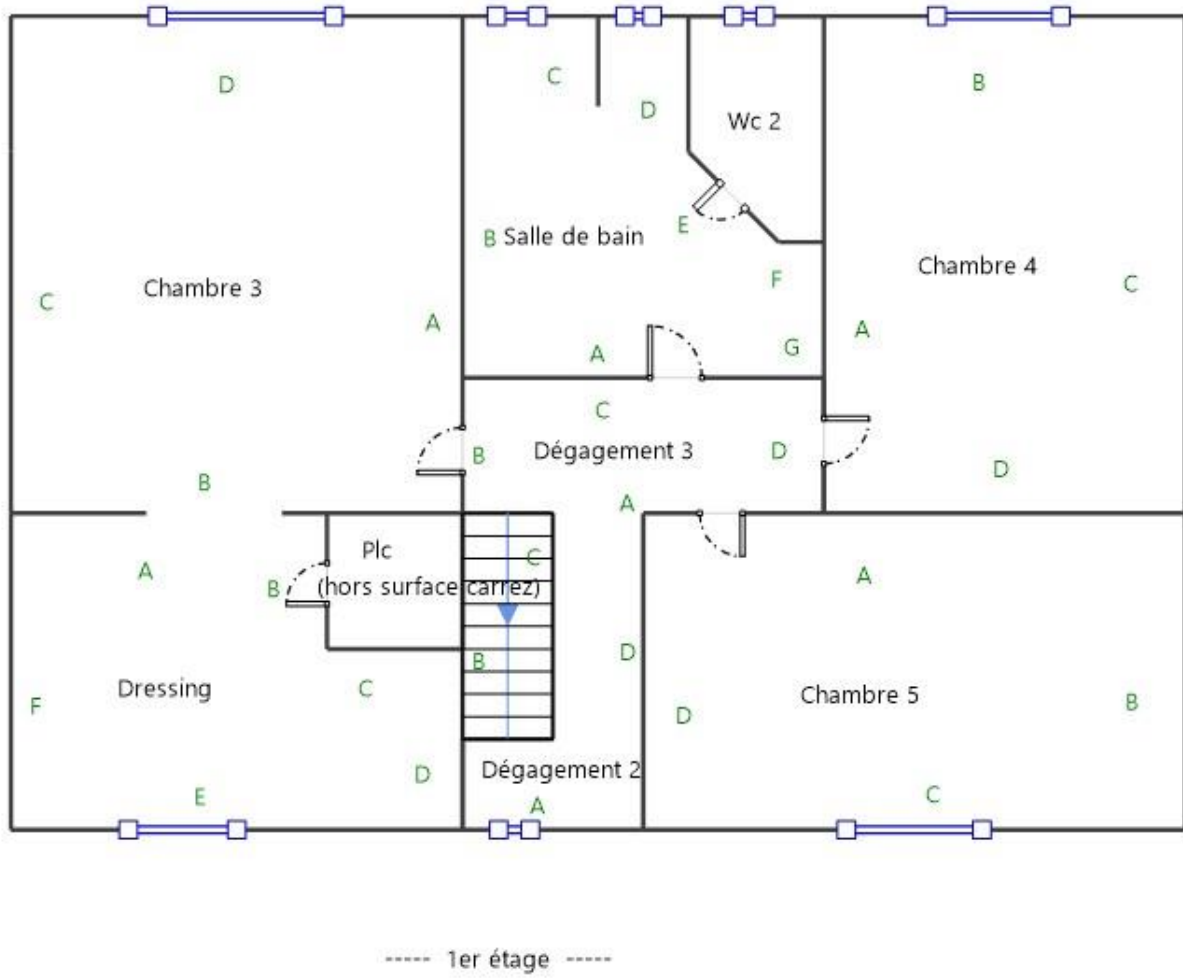 D
C
D
Wc 2
B
E
B Salle de bain
F
Chambre 4
Chambre 3
C
C
A
A
A
G
C
B
Dégagement 3
D
B
D
A
Plc
C
A
B
(hors surface carrez)
A
D
B
Dressing
C
Chambre 5
F
D
B
D
Dégagement 2
E
A
C
----- 1er étage -----